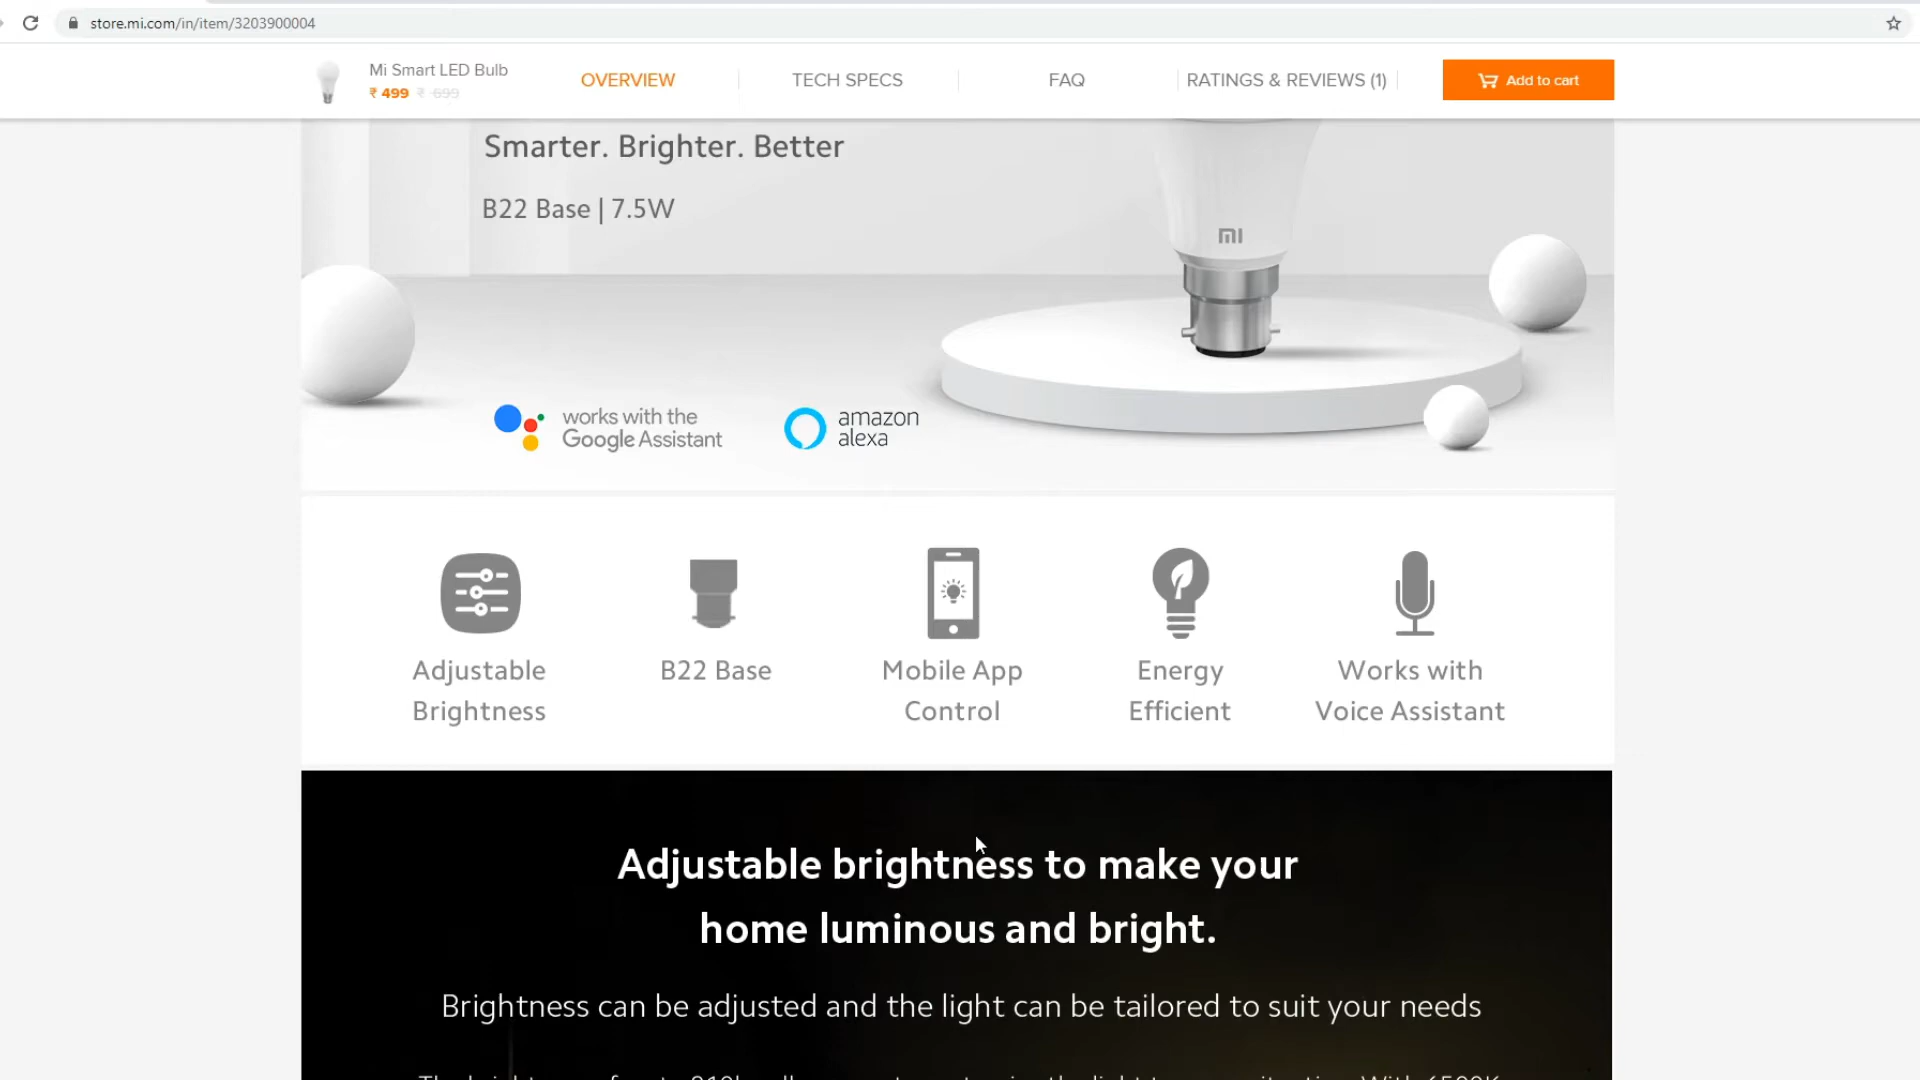 store.mi.com/in/item/3203900004
Mi Smart LED Bulb
₹ 499 ₹ 699
OVERVIEW
TECH SPECS
FAQ
RATINGS & REVIEWS (1)
Add to cart
Smarter. Brighter. Better
B22 Base | 7.5W
MI
works with the
Google Assistant
amazon
alexa
Adjustable
Brightness
B22 Base
Mobile App
Control
Energy
Efficient
Works with
Voice Assistant
Adjustable brightness to make your
home luminous and bright.
Brightness can be adjusted and the light can be tailored to suit your needs